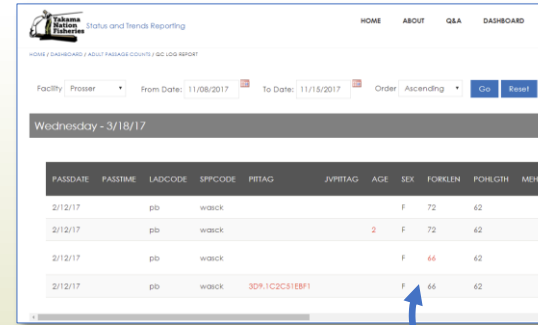 Yakama
Nation
Fisheries
Status and Trends Reporting
HOME ABOUT Q&A DASHBOARD
HOME / DASHBOARD / ADULT PASSAGE COUNTS / QC LOG REPORT
Facility Prosser From Date: 11/08/2017 To Date: 11/15/2017 Order Ascending Go Reset
Wednesday - 3/18/17
PASSDATE PASSTIME LADCODE SPPCODE PITTAG JVPITTAG AGE SEX FORKLEN POHLGTH MEH
2/12/17 pb wasck F 72 62
2/12/17 pb wasck 2 F 72 62
2/12/17 pb wasck F 66 62
2/12/17 pb wasck 3D9.1C2C51EBF1 F 66 62